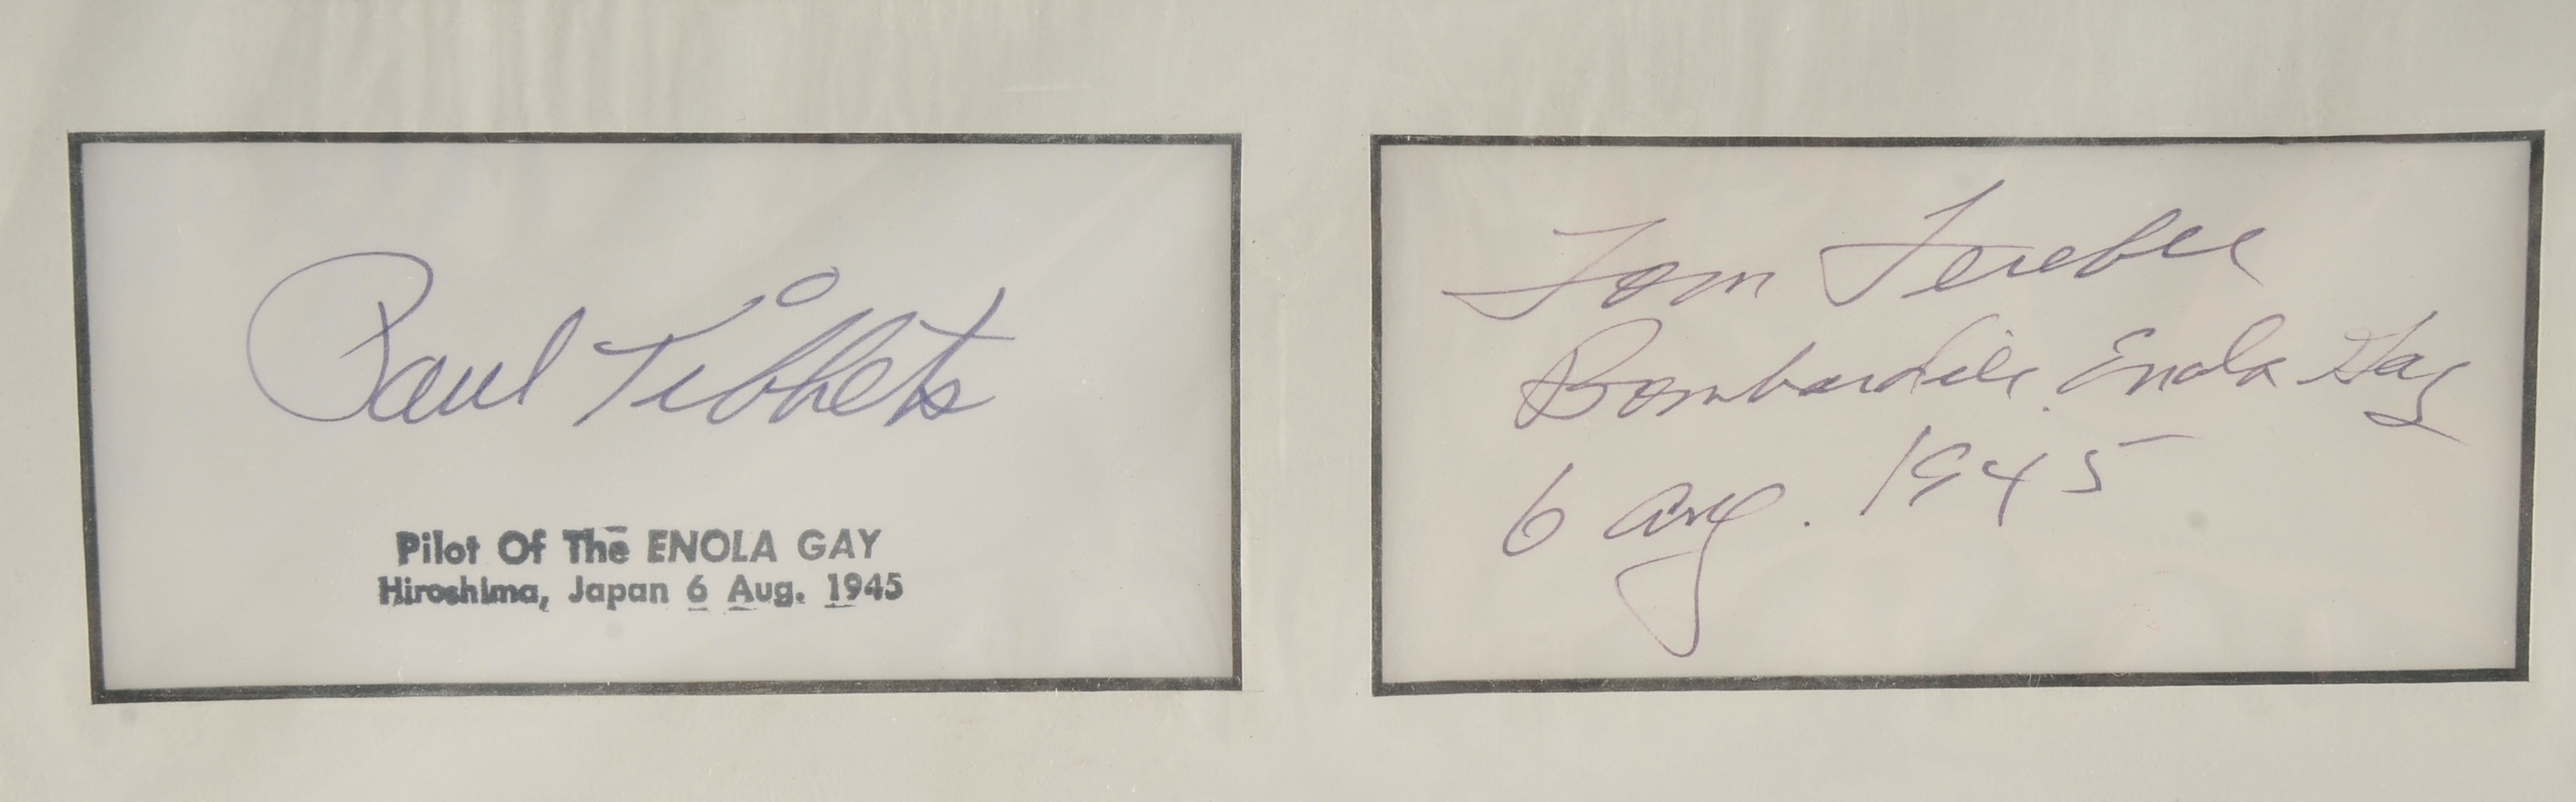 Paul Tibbets
Pilot Of The ENOLA GAY
Hiroshima, Japan 6 Aug. 1945
Tom Ferebee
Bombardier. Enola Gay
6 Aug. 1945